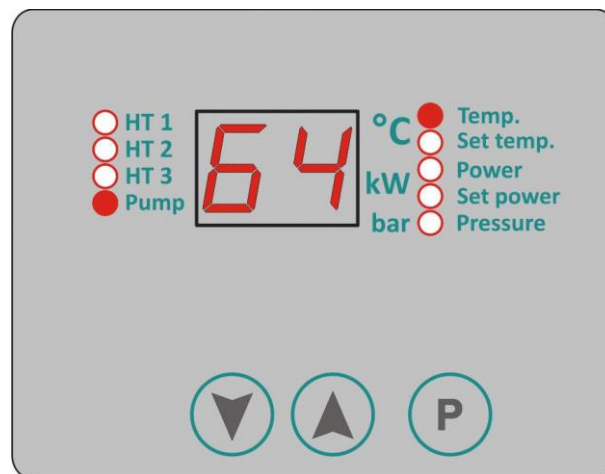 HT 1
HT 2
HT 3
Pump
64
°C
kW
bar
Temp.
Set temp.
Power
Set power
Pressure
P